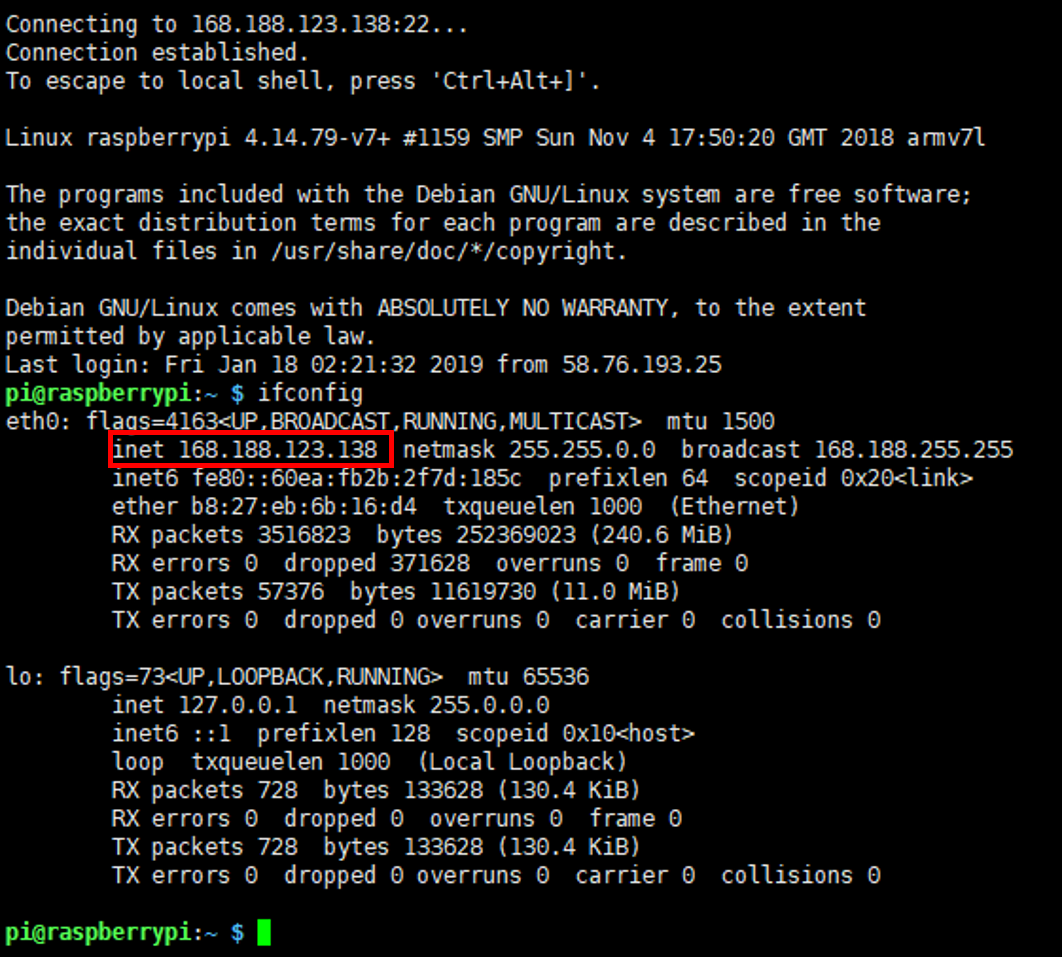 Connecting to 168.188.123.138:22...
Connection established.
To escape to local shell, press 'Ctrl+Alt+]'.
Linux raspberrypi 4.14.79-v7+ #1159 SMP Sun Nov 4 17:50:20 GMT 2018 armv7l
The programs included with the Debian GNU/Linux system are free software;
the exact distribution terms for each program are described in the
individual files in /usr/share/doc/*/copyright.
Debian GNU/Linux comes with ABSOLUTELY NO WARRANTY, to the extent
permitted by applicable law.
Last login: Fri Jan 18 02:21:32 2019 from 58.76.193.25
pi@raspberrypi:~ $ ifconfig
eth0: flags=4163<UP,BROADCAST,RUNNING,MULTICAST>  mtu 1500
        inet 168.188.123.138  netmask 255.255.0.0  broadcast 168.188.255.255
        inet6 fe80::60ea:fb2b:2f7d:185c  prefixlen 64  scopeid 0x20<link>
        ether b8:27:eb:6b:16:d4  txqueuelen 1000  (Ethernet)
        RX packets 3516823  bytes 252369023 (240.6 MiB)
        RX errors 0  dropped 371628  overruns 0  frame 0
        TX packets 57376  bytes 11619730 (11.0 MiB)
        TX errors 0  dropped 0 overruns 0  carrier 0  collisions 0
lo: flags=73<UP,LOOPBACK,RUNNING>  mtu 65536
        inet 127.0.0.1  netmask 255.0.0.0
        inet6 ::1  prefixlen 128  scopeid 0x10<host>
        loop  txqueuelen 1000  (Local Loopback)
        RX packets 728  bytes 133628 (130.4 KiB)
        RX errors 0  dropped 0  overruns 0  frame 0
        TX packets 728  bytes 133628 (130.4 KiB)
        TX errors 0  dropped 0 overruns 0  carrier 0  collisions 0
pi@raspberrypi:~ $